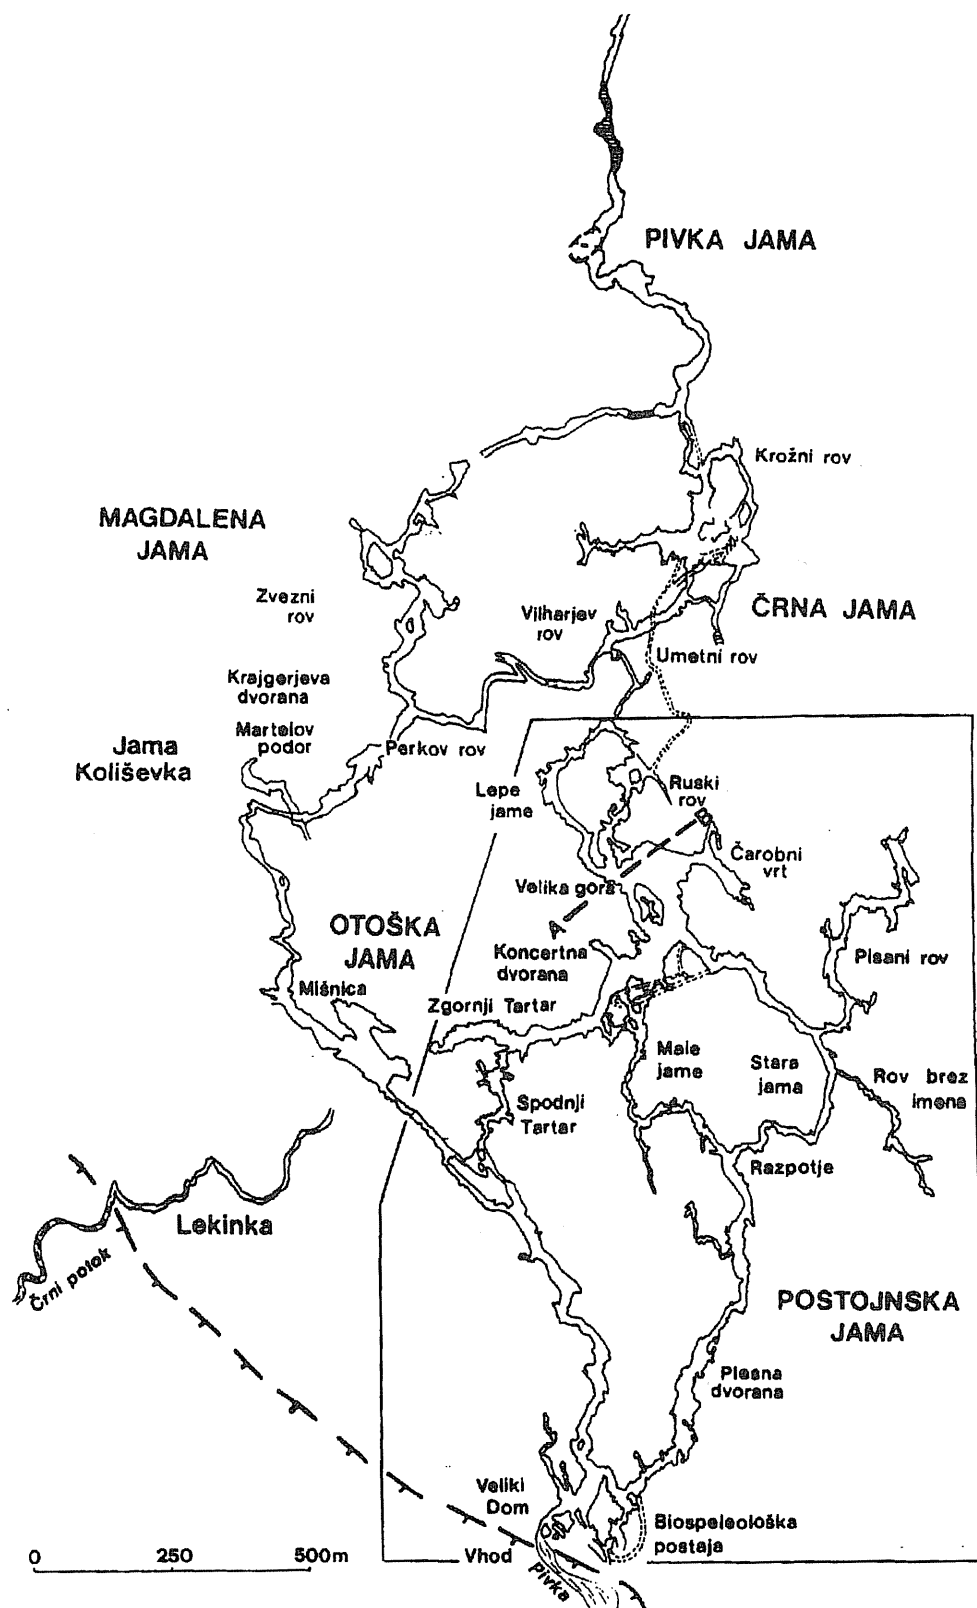 PIVKA JAMA
Krožni rov
MAGDALENA
JAMA
Zvezni
rov
Vilharjev
rov
ČRNA JAMA
Umetni rov
Krajgerjeva
dvorana
Martelov
podor
Perkov rov
Jama
Koliševka
Lepe
jame
Ruski
rov
Čarobni
vrt
Velika gora
A
OTOŠKA
JAMA
Koncertna
dvorana
Pisani rov
Mišnica
Zgornji Tartar
Male
jame
Stara
jama
Rov brez
imena
Spodnji
Tartar
Razpotje
Lekinka
Črni potok
POSTOJNSKA
JAMA
Plesna
dvorana
Veliki
Dom
Biospeleološka
postaja
Vhod
Pivka
0 250 500m